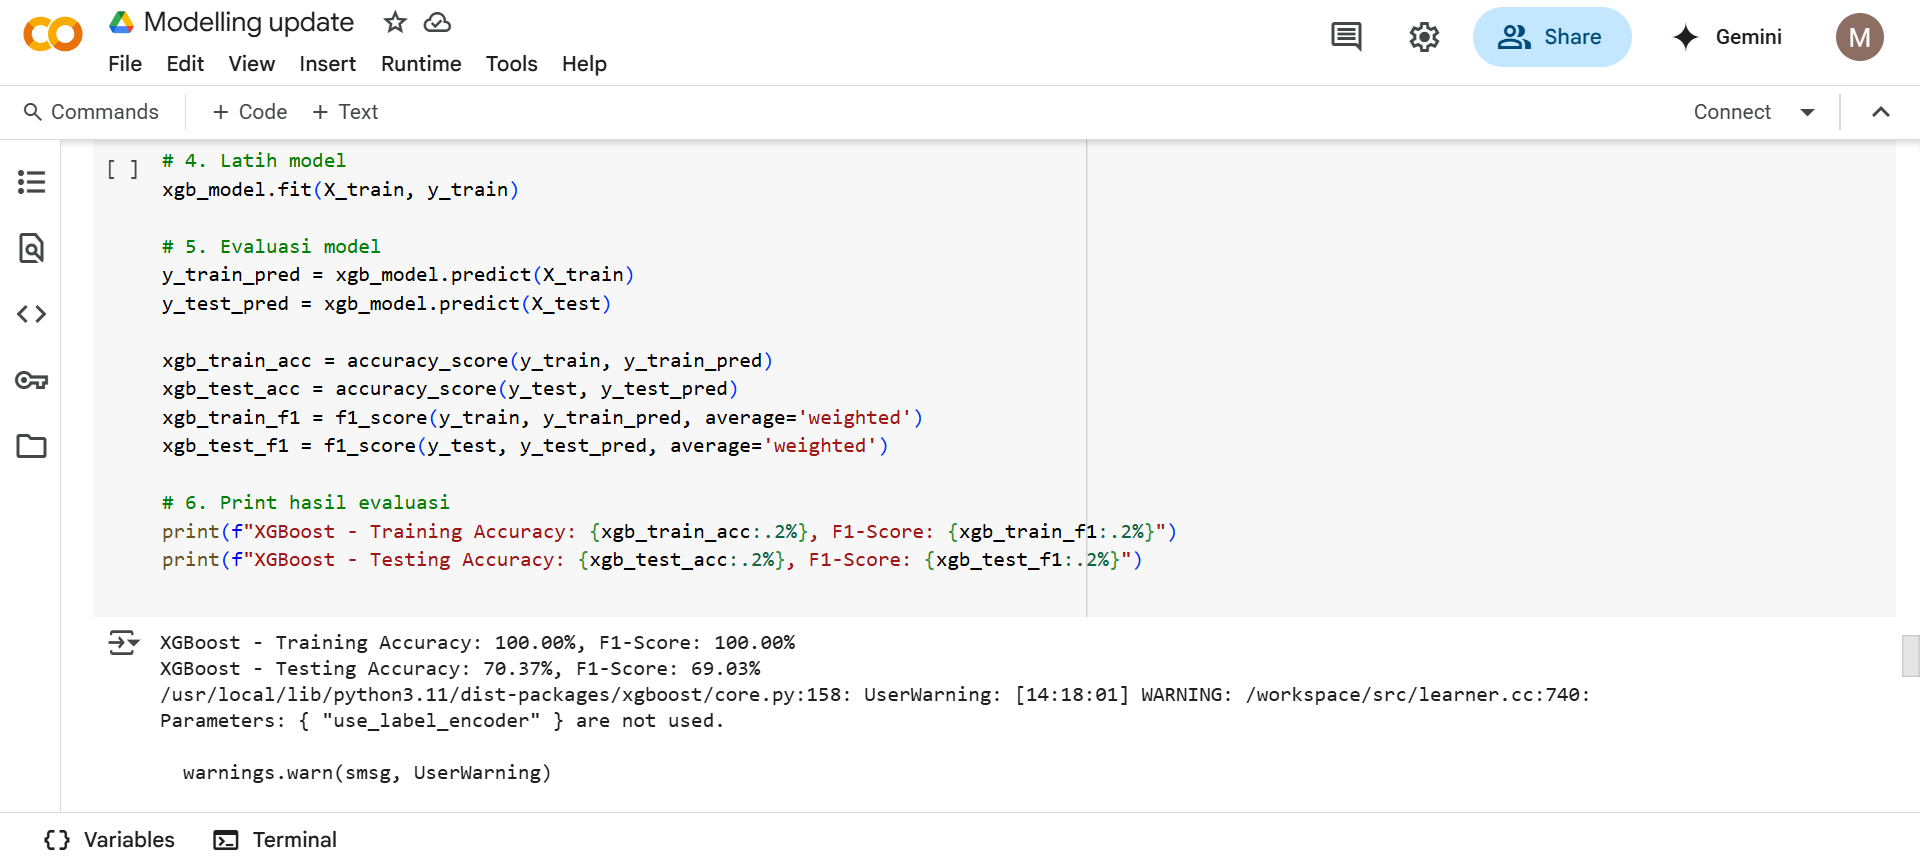 Modelling update
File Edit View Insert Runtime Tools Help
Share
Gemini
M
Commands + Code + Text
Connect
[ ]
# 4. Latih model
xgb_model.fit(X_train, y_train)
# 5. Evaluasi model
y_train_pred = xgb_model.predict(X_train)
y_test_pred = xgb_model.predict(X_test)
xgb_train_acc = accuracy_score(y_train, y_train_pred)
xgb_test_acc = accuracy_score(y_test, y_test_pred)
xgb_train_f1 = f1_score(y_train, y_train_pred, average='weighted')
xgb_test_f1 = f1_score(y_test, y_test_pred, average='weighted')
# 6. Print hasil evaluasi
print(f"XGBoost - Training Accuracy: {xgb_train_acc:.2%}, F1-Score: {xgb_train_f1:.2%}")
print(f"XGBoost - Testing Accuracy: {xgb_test_acc:.2%}, F1-Score: {xgb_test_f1:.2%}")
XGBoost - Training Accuracy: 100.00%, F1-Score: 100.00%
XGBoost - Testing Accuracy: 70.37%, F1-Score: 69.03%
/usr/local/lib/python3.11/dist-packages/xgboost/core.py:158: UserWarning: [14:18:01] WARNING: /workspace/src/learner.cc:740:
Parameters: { "use_label_encoder" } are not used.
warnings.warn(smsg, UserWarning)
Variables Terminal